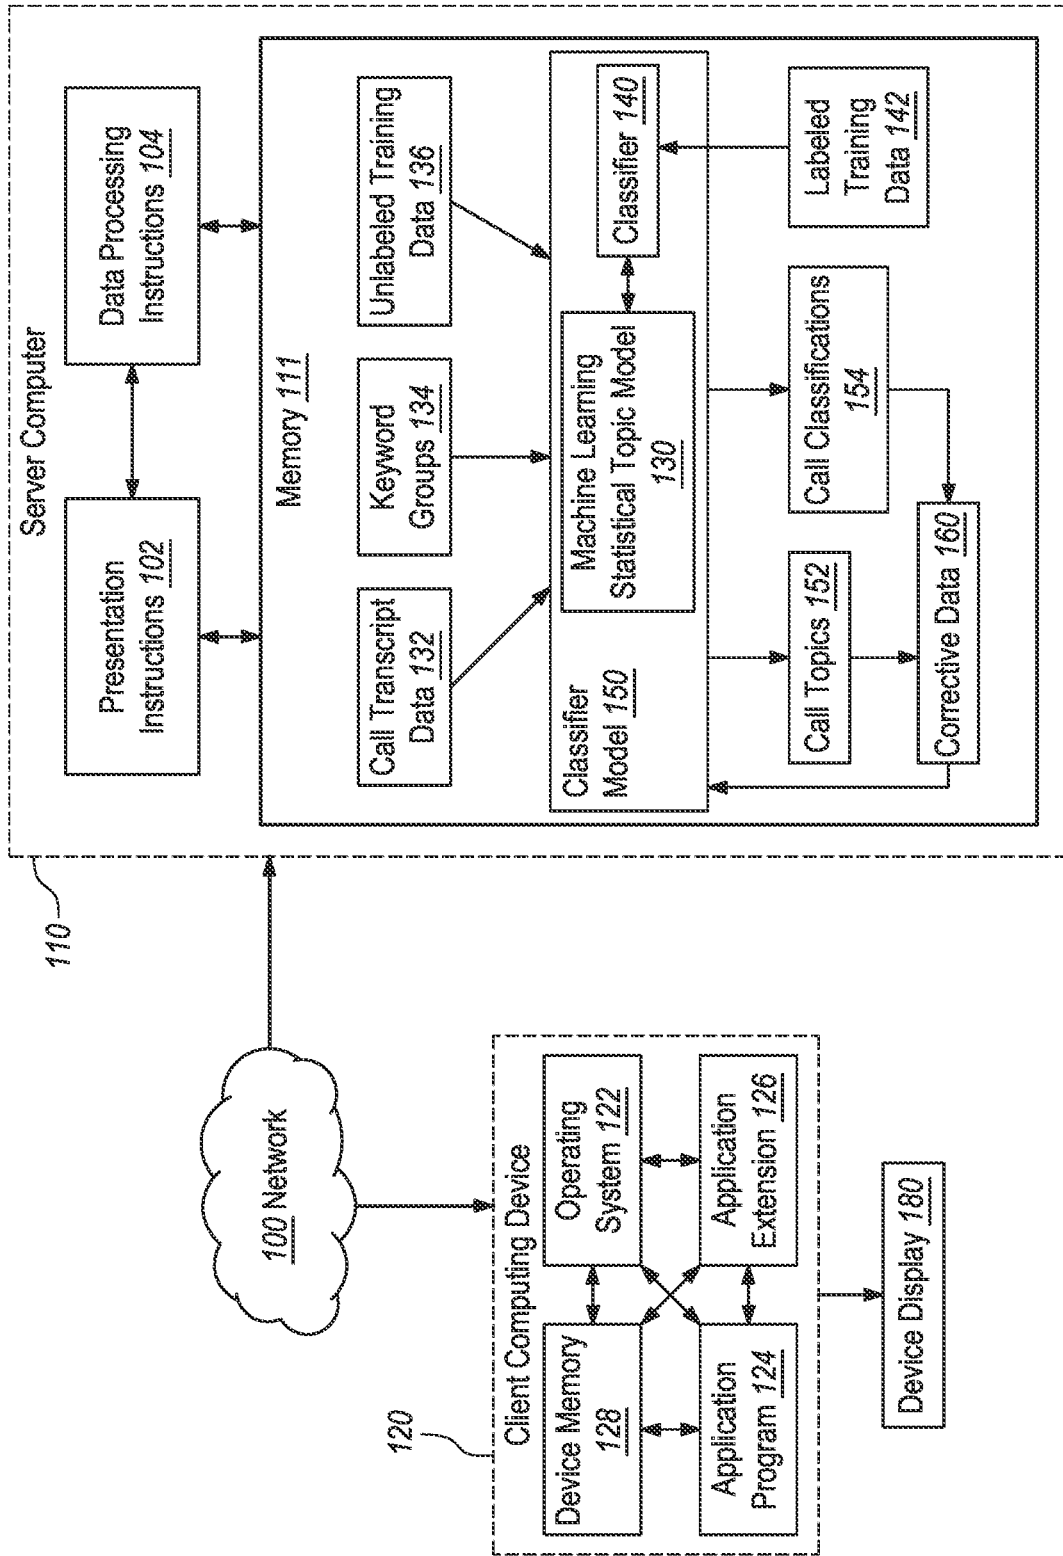 110
Server Computer
Presentation
Instructions 102
Data Processing
Instructions 104
Memory 111
Call Transcript
Data 132
Keyword
Groups 134
Unlabeled Training
Data 136
Classifier
Model 150
Machine Learning
Statistical Topic Model
130
Classifier 140
Call Topics 152
Call Classifications
154
Labeled
Training
Data 142
Corrective Data 160
100 Network
120
Client Computing Device
Device Memory
128
Operating
System 122
Application
Program 124
Application
Extension 126
Device Display 180